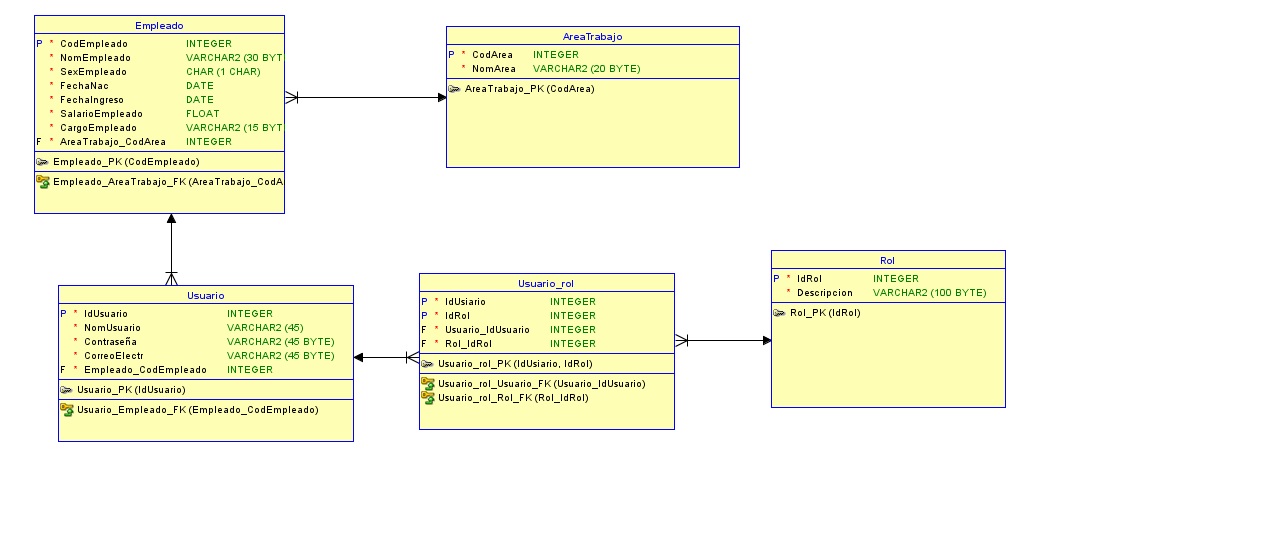 Empleado
P * CodEmpleado INTEGER
* NomEmpleado VARCHAR2 (30 BYT
* SexEmpleado CHAR (1 CHAR)
* FechaNac DATE
* FechaIngreso DATE
* SalarioEmpleado FLOAT
* CargoEmpleado VARCHAR2 (15 BYT
F * AreaTrabajo_CodArea INTEGER
Empleado_PK (CodEmpleado)
Empleado_AreaTrabajo_FK (AreaTrabajo_CodA
AreaTrabajo
P * CodArea INTEGER
* NomArea VARCHAR2 (20 BYTE)
AreaTrabajo_PK (CodArea)
Usuario
P * IdUsuario INTEGER
* NomUsuario VARCHAR2 (45)
* Contraseña VARCHAR2 (45 BYTE)
* CorreoElectr VARCHAR2 (45 BYTE)
F * Empleado_CodEmpleado INTEGER
Usuario_PK (IdUsuario)
Usuario_Empleado_FK (Empleado_CodEmpleado)
Usuario_rol
P * IdUsiario INTEGER
P * IdRol INTEGER
F * Usuario_IdUsuario INTEGER
F * Rol_IdRol INTEGER
Usuario_rol_PK (IdUsiario, IdRol)
Usuario_rol_Usuario_FK (Usuario_IdUsuario)
Usuario_rol_Rol_FK (Rol_IdRol)
Rol
P * IdRol INTEGER
* Descripcion VARCHAR2 (100 BYTE)
Rol_PK (IdRol)